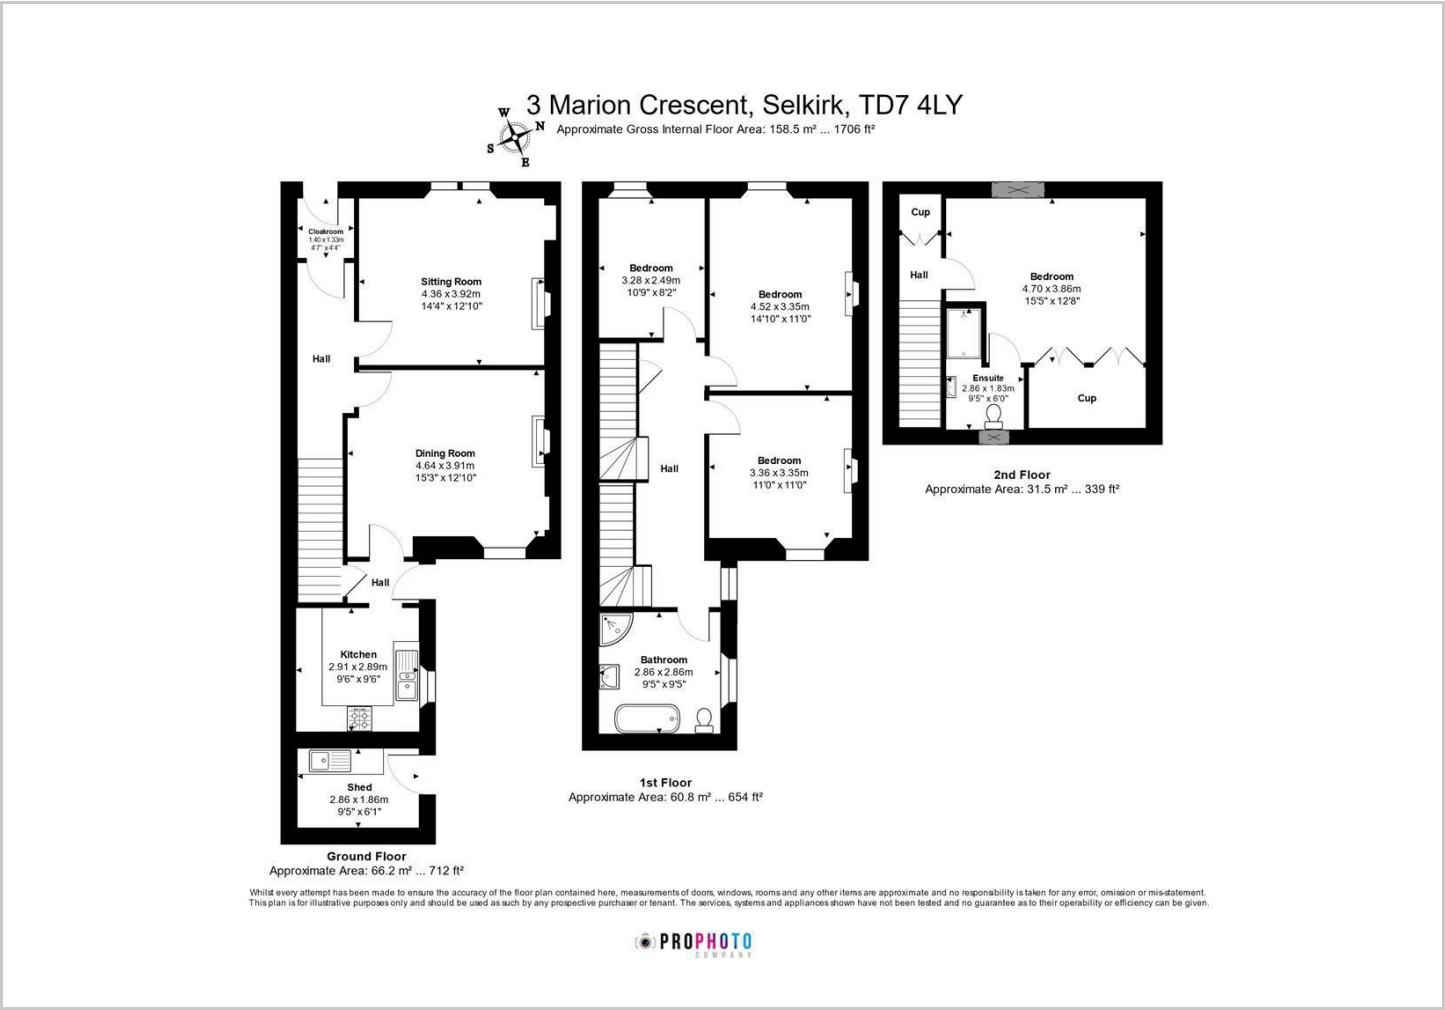 3 Marion Crescent, Selkirk, TD7 4LY
Approximate Gross Internal Floor Area: 158.5 m² ... 1706 ft²
W
N
S
E
Cloakroom
1.40 x 1.33m
4'7" x 4'4"
Sitting Room
4.36 x 3.92m
14'4" x 12'10"
Hall
Dining Room
4.64 x 3.91m
15'3" x 12'10"
Hall
Kitchen
2.91 x 2.89m
9'6" x 9'6"
Shed
2.86 x 1.86m
9'5" x 6'1"
Ground Floor
Approximate Area: 66.2 m² ... 712 ft²
Bedroom
3.28 x 2.49m
10'9" x 8'2"
Bedroom
4.52 x 3.35m
14'10" x 11'0"
Hall
Bedroom
3.36 x 3.35m
11'0" x 11'0"
Bathroom
2.86 x 2.86m
9'5" x 9'5"
1st Floor
Approximate Area: 60.8 m² ... 654 ft²
Cup
Hall
Bedroom
4.70 x 3.86m
15'5" x 12'8"
Ensuite
2.86 x 1.83m
9'5" x 6'0"
Cup
2nd Floor
Approximate Area: 31.5 m² ... 339 ft²
Whilst every attempt has been made to ensure the accuracy of the floor plan contained here, measurements of doors, windows, rooms and any other items are approximate and no responsibility is taken for any error, omission or mis-statement.
This plan is for illustrative purposes only and should be used as such by any prospective purchaser or tenant. The services, systems and appliances shown have not been tested and no guarantee as to their operability or efficiency can be given.
PROPHOTO
COMPANY